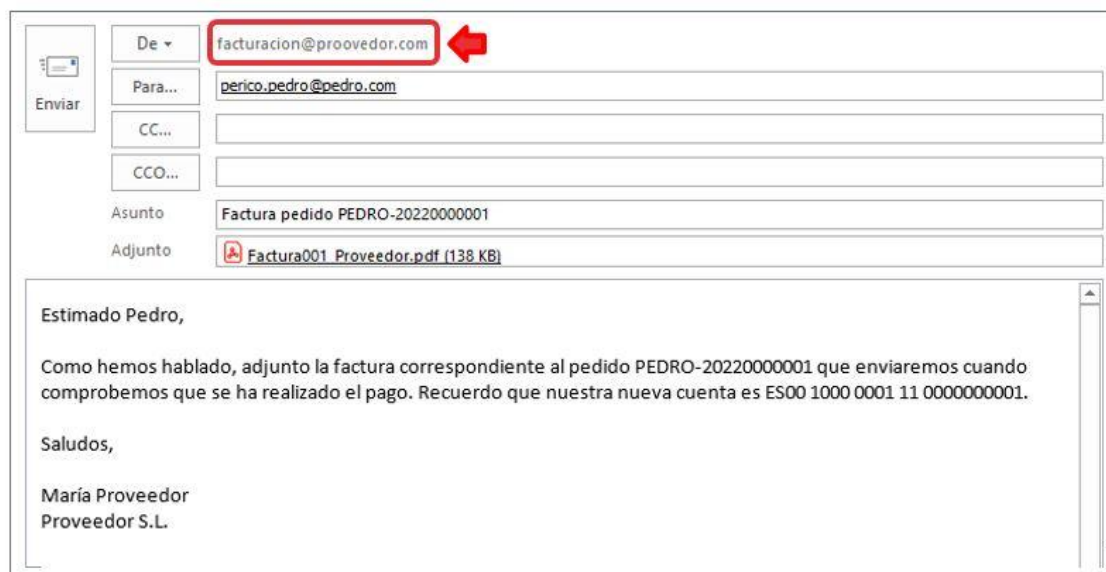 De
facturacion@proovedor.com
Enviar
Para...
perico.pedro@pedro.com
CC...
CCO...
Asunto
Factura pedido PEDRO-20220000001
Adjunto
Factura001_Proveedor.pdf (138 KB)
Estimado Pedro,
Como hemos hablado, adjunto la factura correspondiente al pedido PEDRO-20220000001 que enviaremos cuando
comprobemos que se ha realizado el pago. Recuerdo que nuestra nueva cuenta es ES00 1000 0001 11 0000000001.
Saludos,
María Proveedor
Proveedor S.L.